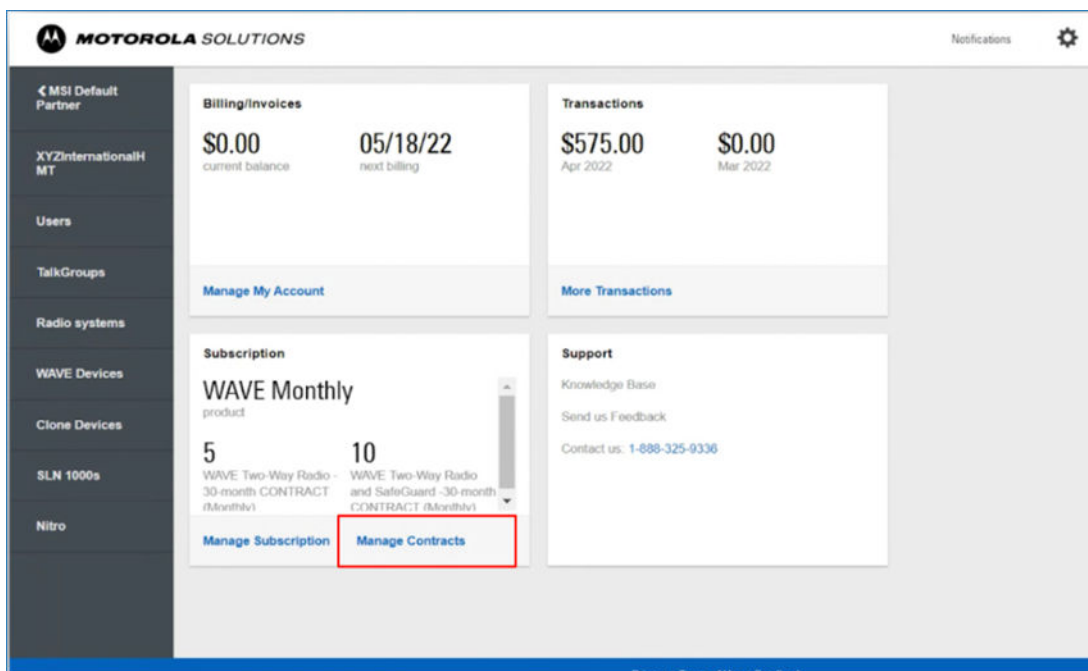 MOTOROLA SOLUTIONS
Notifications
MSI Default
Partner
XYZInternationalH
MT
Users
TalkGroups
Radio systems
WAVE Devices
Clone Devices
SLN 1000s
Nitro
Billing/Invoices
$0.00 05/18/22
current balance next billing
Manage My Account
Transactions
$575.00 $0.00
Apr 2022 Mar 2022
More Transactions
Subscription
WAVE Monthly
product
5
WAVE Two-Way Radio -
30-month CONTRACT
(Monthly)
10
WAVE Two-Way Radio
and SafeGuard -30-month
CONTRACT (Monthly)
Manage Subscription Manage Contracts
Support
Knowledge Base
Send us Feedback
Contact us: 1-888-325-9336